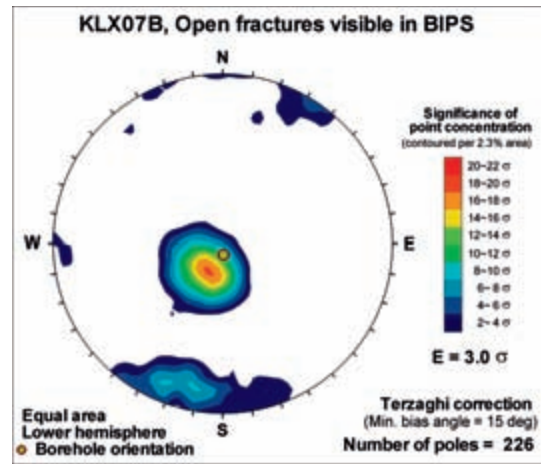 KLX07B, Open fractures visible in BIPS
N
Significance of
point concentration
(contoured per 2.3% area)
20~22 σ
18~20 σ
16~18 σ
14~16 σ
12~14 σ
10~12 σ
8~10 σ
6~8 σ
4~6 σ
2~4 σ
W
E
E = 3.0 σ
S
Equal area
Lower hemisphere
Borehole orientation
Terzaghi correction
(Min. bias angle = 15 deg)
Number of poles = 226